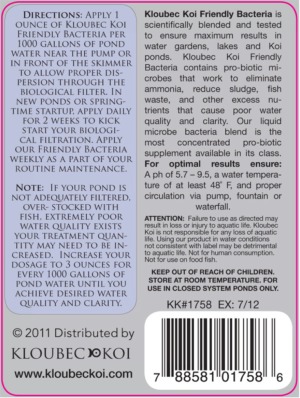 DIRECTIONS: APPLY 1
OUNCE OF KLOUBEC KOI
FRIENDLY BACTERIA PER
1000 GALLONS OF POND
WATER NEAR THE PUMP OR
IN FRONT OF THE SKIMMER
TO ALLOW PROPER DIS-
PERSION THROUGH THE
BIOLOGICAL FILTER. IN
NEW PONDS OR SPRING-
TIME STARTUP, APPLY DAILY
FOR 2 WEEKS TO KICK
START YOUR BIOLOGI-
CAL FILTRATION. APPLY
OUR FRIENDLY BACTERIA
WEEKLY AS A PART OF YOUR
ROUTINE MAINTENANCE.
NOTE: IF YOUR POND IS
NOT ADEQUATELY FILTERED,
OVER- STOCKED WITH
FISH, EXTREMELY POOR
WATER QUALITY EXISTS
YOUR TREATMENT QUAN-
TITY MAY NEED TO BE IN-
CREASED. INCREASE YOUR
DOSAGE TO 3 OUNCES FOR
EVERY 1000 GALLONS OF
POND WATER UNTIL YOU
ACHIEVE DESIRED WATER
QUALITY AND CLARITY.
© 2011 Distributed by
KLOUBEC KOI
www.kloubeckoi.com
Kloubec Koi Friendly Bacteria is
scientifically blended and tested
to ensure maximum results in
water gardens, lakes and Koi
ponds. Kloubec Koi Friendly
Bacteria contains pro-biotic mi-
crobes that work to eliminate
ammonia, reduce sludge, fish
waste, and other excess nu-
trients that cause poor water
quality and clarity. Our liquid
microbe bacteria blend is the
most concentrated pro-biotic
supplement available in its class.
For optimal results ensure:
A ph of 5.7 – 9.5, a water tempera-
ture of at least 48° F, and proper
circulation via pump, fountain or
waterfall.
ATTENTION: Failure to use as directed may
result in loss or injury to aquatic life. Kloubec
Koi is not responsible for any loss of aquatic
life. Using our product in water conditions
not consistent with label may be detrimental
to aquatic life. Not for human consumption.
Not for use on food fish.
KEEP OUT OF REACH OF CHILDREN.
STORE AT ROOM TEMPERATURE. FOR
USE IN CLOSED SYSTEM PONDS ONLY.
KK#1758 EX: 7/12
7 88581 01758 6